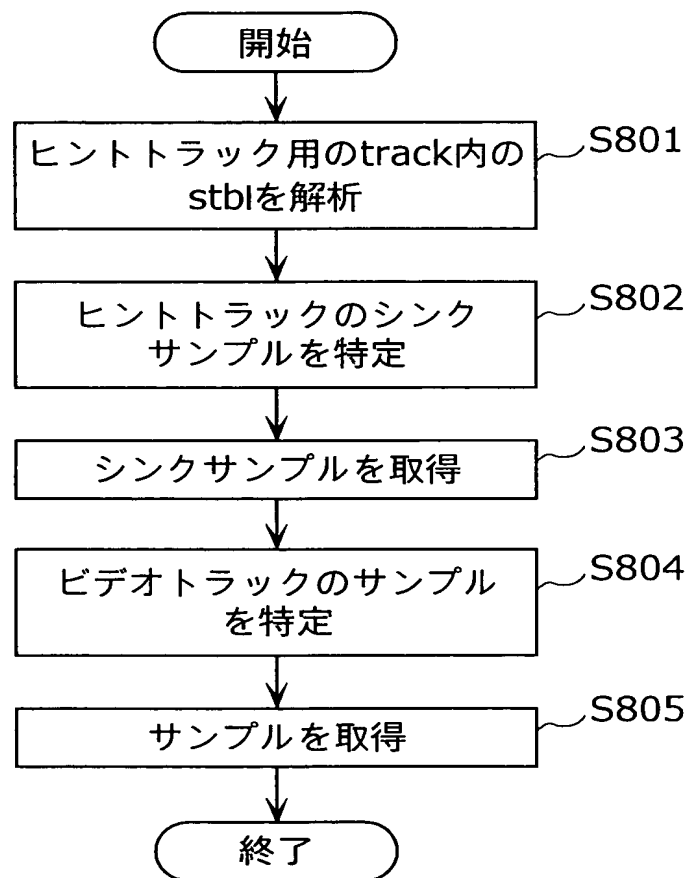 開始
ヒントトラック用のtrack内の
stblを解析
S801
ヒントトラックのシンク
サンプルを特定
S802
シンクサンプルを取得
S803
ビデオトラックのサンプル
を特定
S804
サンプルを取得
S805
終了